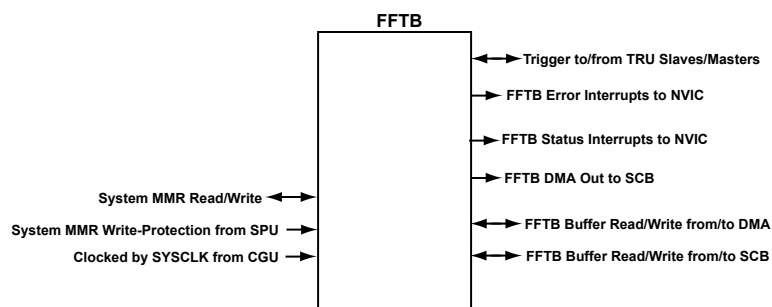 FFTB
Trigger to/from TRU Slaves/Masters
FFTB Error Interrupts to NVIC
FFTB Status Interrupts to NVIC
FFTB DMA Out to SCB
System MMR Read/Write
FFTB Buffer Read/Write from/to DMA
System MMR Write-Protection from SPU
FFTB Buffer Read/Write from/to SCB
Clocked by SYSCLK from CGU